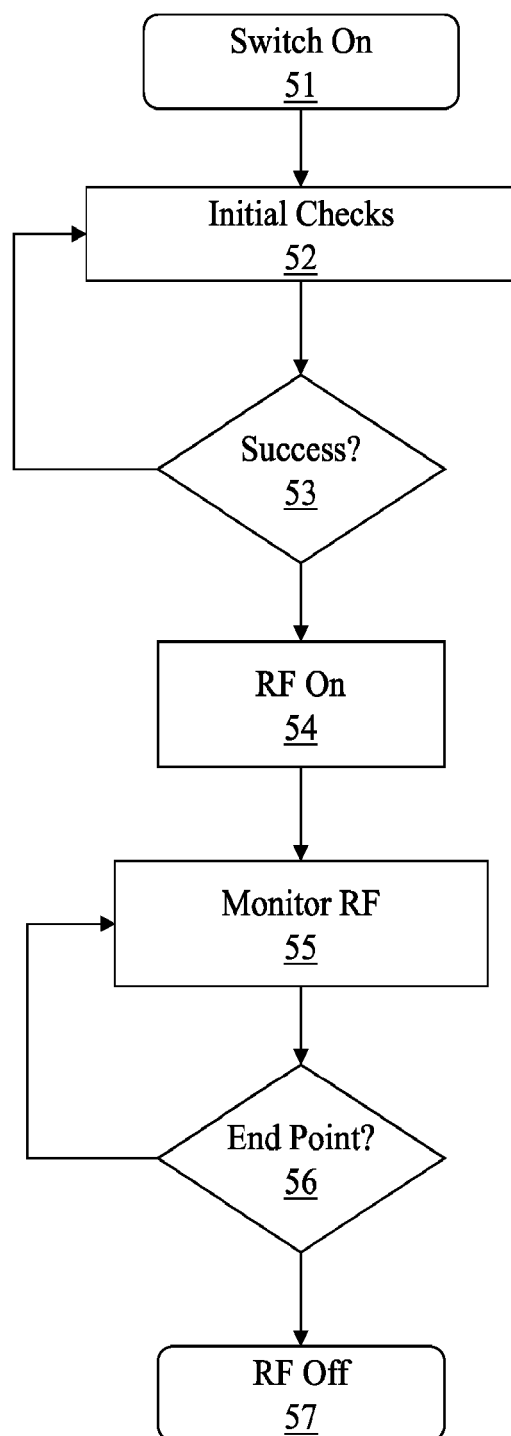 Switch On
51
Initial Checks
52
Success?
53
RF On
54
Monitor RF
55
End Point?
56
RF Off
57